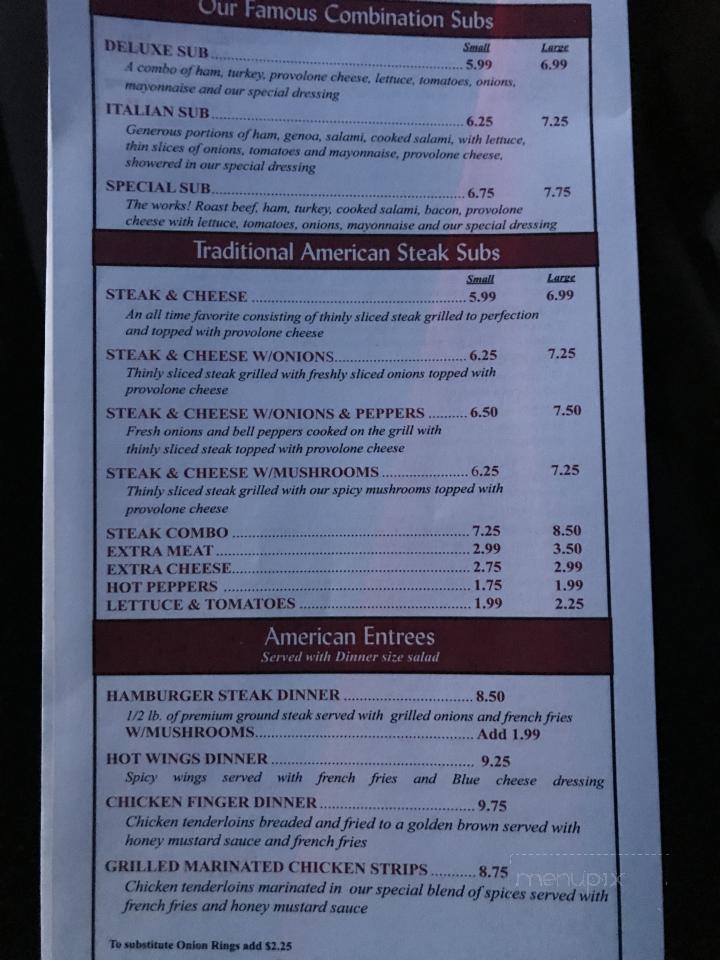 Our Famous Combination Subs
Small Large
DELUXE SUB 5.99 6.99
A combo of ham, turkey, provolone cheese, lettuce, tomatoes, onions,
mayonnaise and our special dressing
ITALIAN SUB 6.25 7.25
Generous portions of ham, genoa, salami, cooked salami, with lettuce,
thin slices of onions, tomatoes and mayonnaise, provolone cheese,
showered in our special dressing
SPECIAL SUB 6.75 7.75
The works! Roast beef, ham, turkey, cooked salami, bacon, provolone
cheese with lettuce, tomatoes, onions, mayonnaise and our special dressing
Traditional American Steak Subs
Small Large
STEAK & CHEESE 5.99 6.99
An all time favorite consisting of thinly sliced steak grilled to perfection
and topped with provolone cheese
STEAK & CHEESE W/ONIONS 6.25 7.25
Thinly sliced steak grilled with freshly sliced onions topped with
provolone cheese
STEAK & CHEESE W/ONIONS & PEPPERS 6.50 7.50
Fresh onions and bell peppers cooked on the grill with
thinly sliced steak topped with provolone cheese
STEAK & CHEESE W/MUSHROOMS 6.25 7.25
Thinly sliced steak grilled with our spicy mushrooms topped with
provolone cheese
STEAK COMBO 7.25 8.50
EXTRA MEAT 2.99 3.50
EXTRA CHEESE 2.75 2.99
HOT PEPPERS 1.75 1.99
LETTUCE & TOMATOES 1.99 2.25
American Entrees
Served with Dinner size salad
HAMBURGER STEAK DINNER 8.50
1/2 lb. of premium ground steak served with grilled onions and french fries
W/MUSHROOMS Add 1.99
HOT WINGS DINNER 9.25
Spicy wings served with french fries and Blue cheese dressing
CHICKEN FINGER DINNER 9.75
Chicken tenderloins breaded and fried to a golden brown served with
honey mustard sauce and french fries
GRILLED MARINATED CHICKEN STRIPS 8.75
Chicken tenderloins marinated in our special blend of spices served with
french fries and honey mustard sauce
To substitute Onion Rings add $2.25
menupix